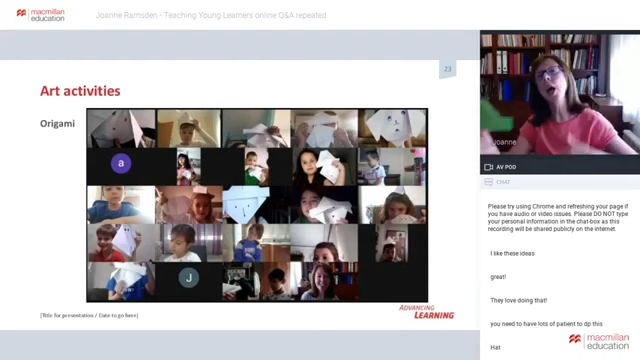 macmillan
education
Joanne Ramsden - Teaching Young Learners online Q&A repeated
23
Art activities
Origami
a
J
[Title for presentation / Date to go here]
ADVANCING
LEARNING
Joanne
AV POD
CHAT
Please try using Chrome and refreshing your page if
you have audio or video issues. Please DO NOT type
your personal information in the chat-box as this
recording will be shared publicly on the internet.
I like these ideas
great!
They love doing that!
you need to have lots of patient to dp this
Hat
macmillan
education